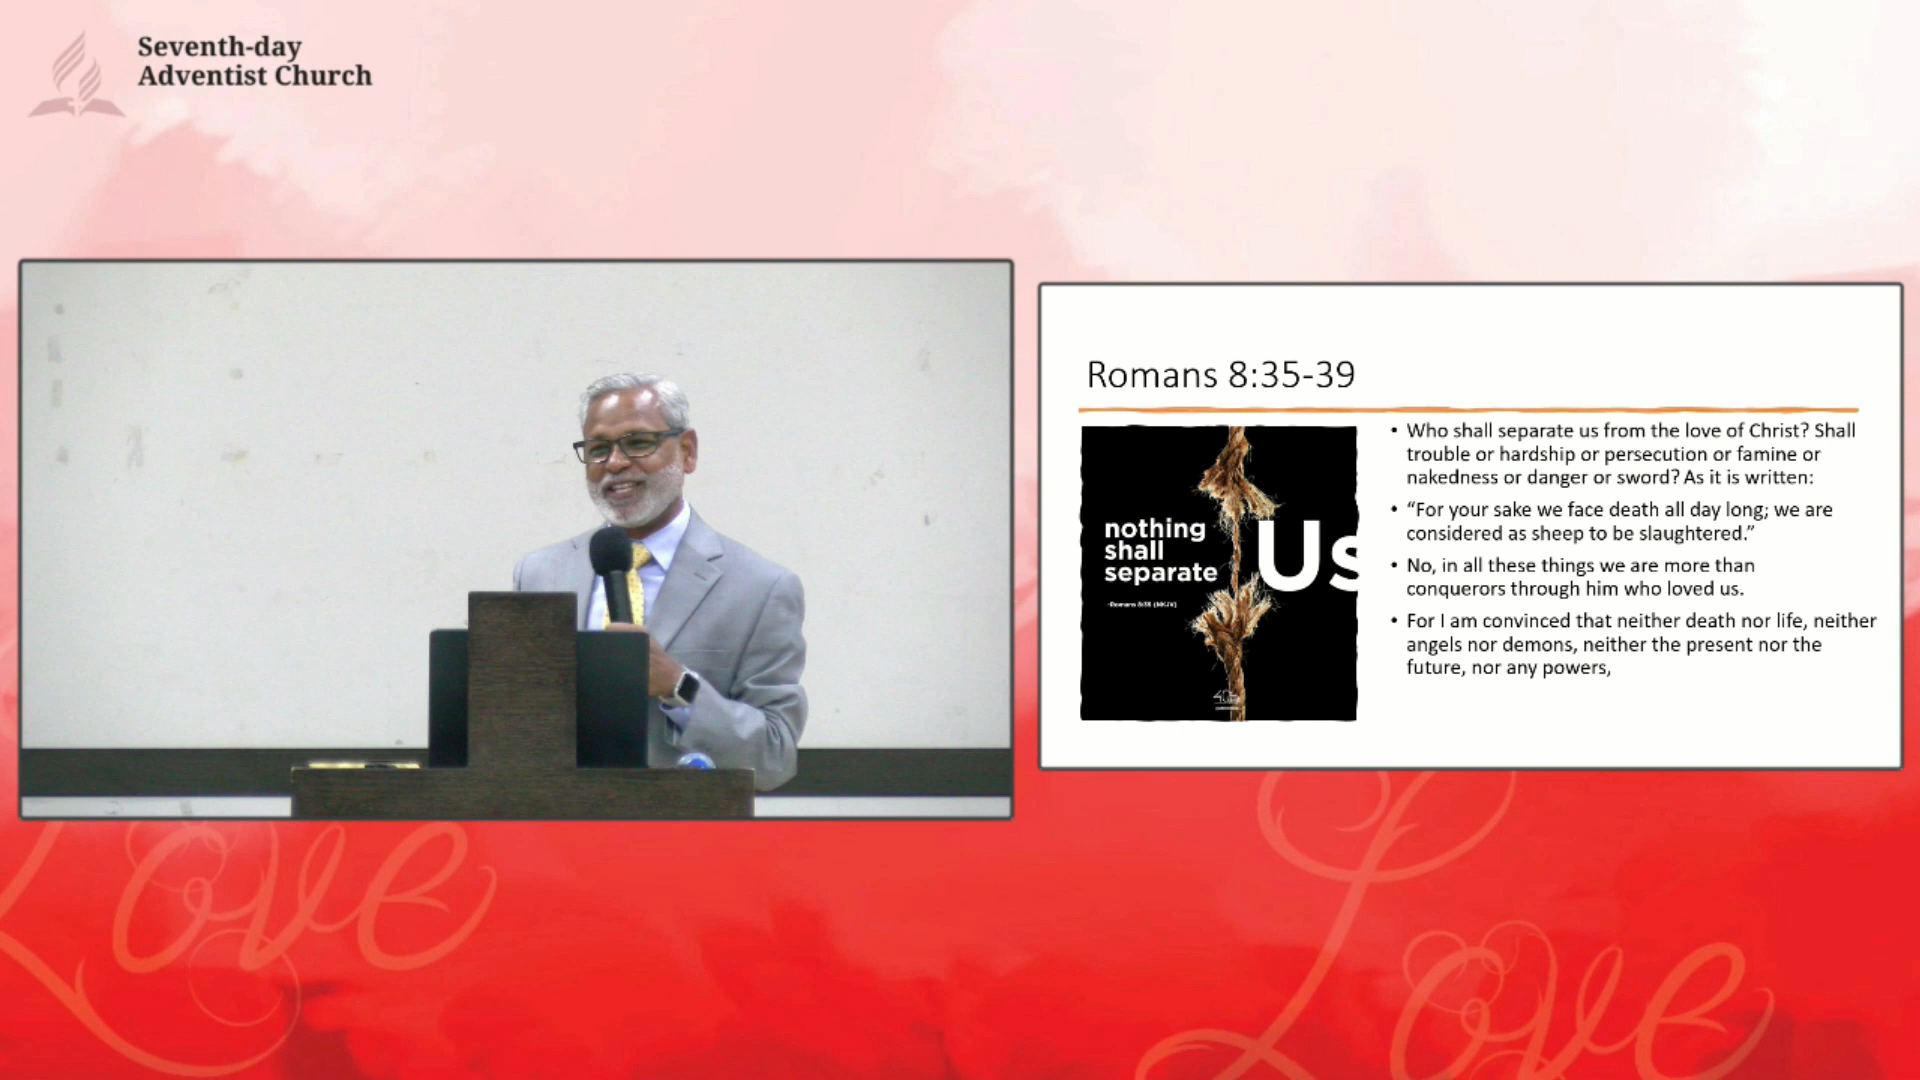 Seventh-day
Adventist Church
Romans 8:35-39
nothing
shall
separate
Us
-Romans 8:35 (NKJV)
• Who shall separate us from the love of Christ? Shall
trouble or hardship or persecution or famine or
nakedness or danger or sword? As it is written:
• “For your sake we face death all day long; we are
considered as sheep to be slaughtered.”
• No, in all these things we are more than
conquerors through him who loved us.
• For I am convinced that neither death nor life, neither
angels nor demons, neither the present nor the
future, nor any powers,
Love
Love